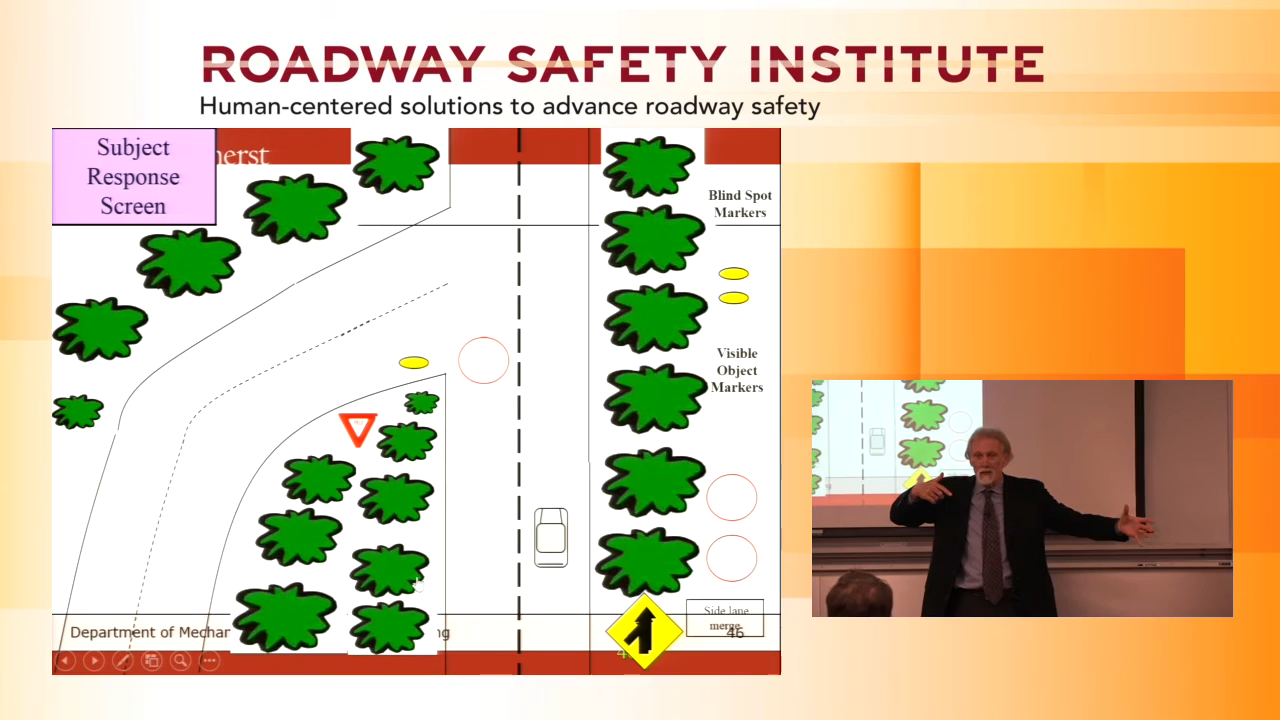 ROADWAY SAFETY INSTITUTE
Human-centered solutions to advance roadway safety
Subject
Response
Screen
herst
Blind Spot
Markers
Visible
Object
Markers
Side lane
merge
46
Department of Mechan
ng
4